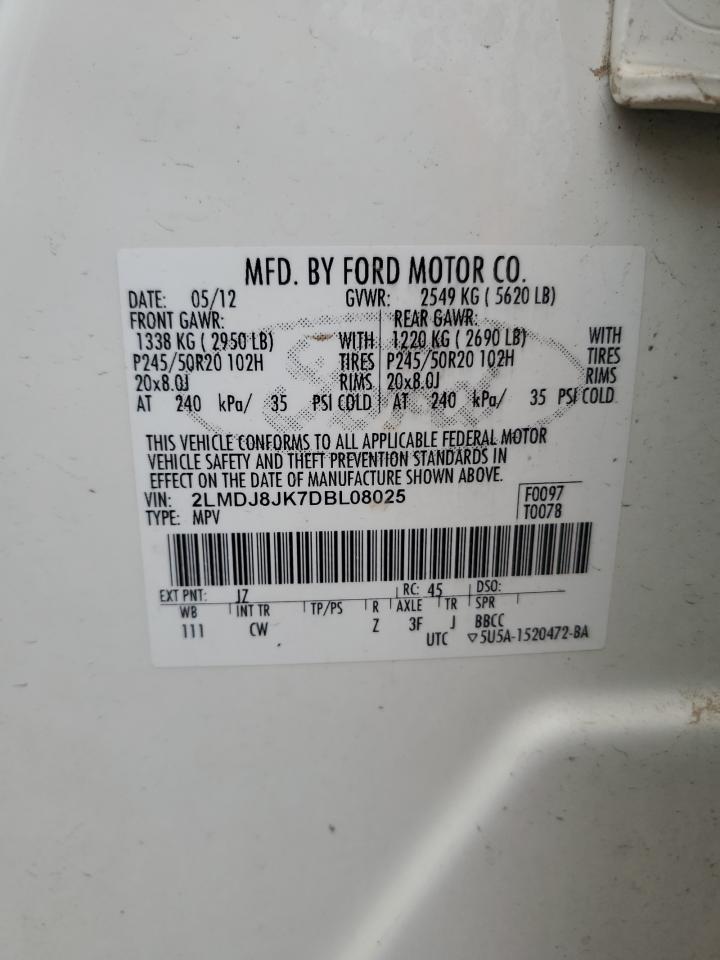 MFD. BY FORD MOTOR CO.
DATE: 05/12 GVWR: 2549 KG ( 5620 LB)
FRONT GAWR: REAR GAWR:
1338 KG ( 2950 LB) WITH 1220 KG ( 2690 LB) WITH
P245/50R20 102H TIRES P245/50R20 102H TIRES
20x8.0J RIMS 20x8.0J RIMS
AT 240 kPa/ 35 PSI COLD AT 240 kPa/ 35 PSI COLD
THIS VEHICLE CONFORMS TO ALL APPLICABLE FEDERAL MOTOR
VEHICLE SAFETY AND THEFT PREVENTION STANDARDS IN
EFFECT ON THE DATE OF MANUFACTURE SHOWN ABOVE.
VIN: 2LMDJ8JK7DBL08025 F0097
TYPE: MPV T0078
EXT PNT: JZ RC: 45 DSO:
WB INT TR TP/PS R AXLE TR SPR
111 CW Z 3F J BBCC
UTC ▽5U5A-1520472-BA